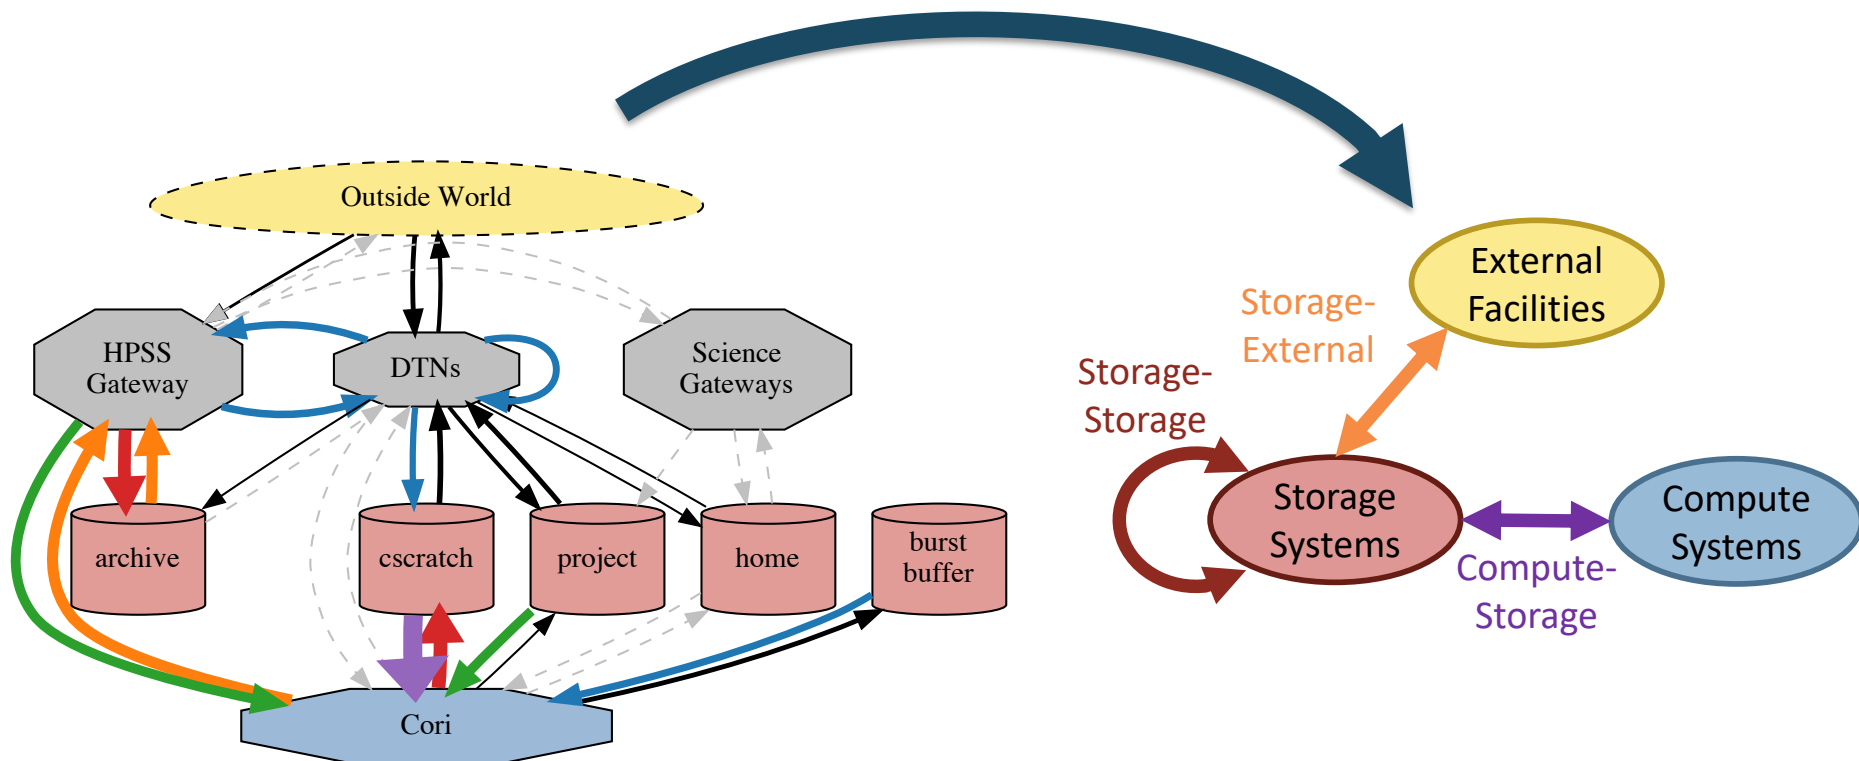 Outside World
HPSS
Gateway
DTNs
Science
Gateways
archive
cscratch
project
home
burst
buffer
Cori
External
Facilities
Storage-
External
Storage-
Storage
Storage
Systems
Compute
Systems
Compute-
Storage